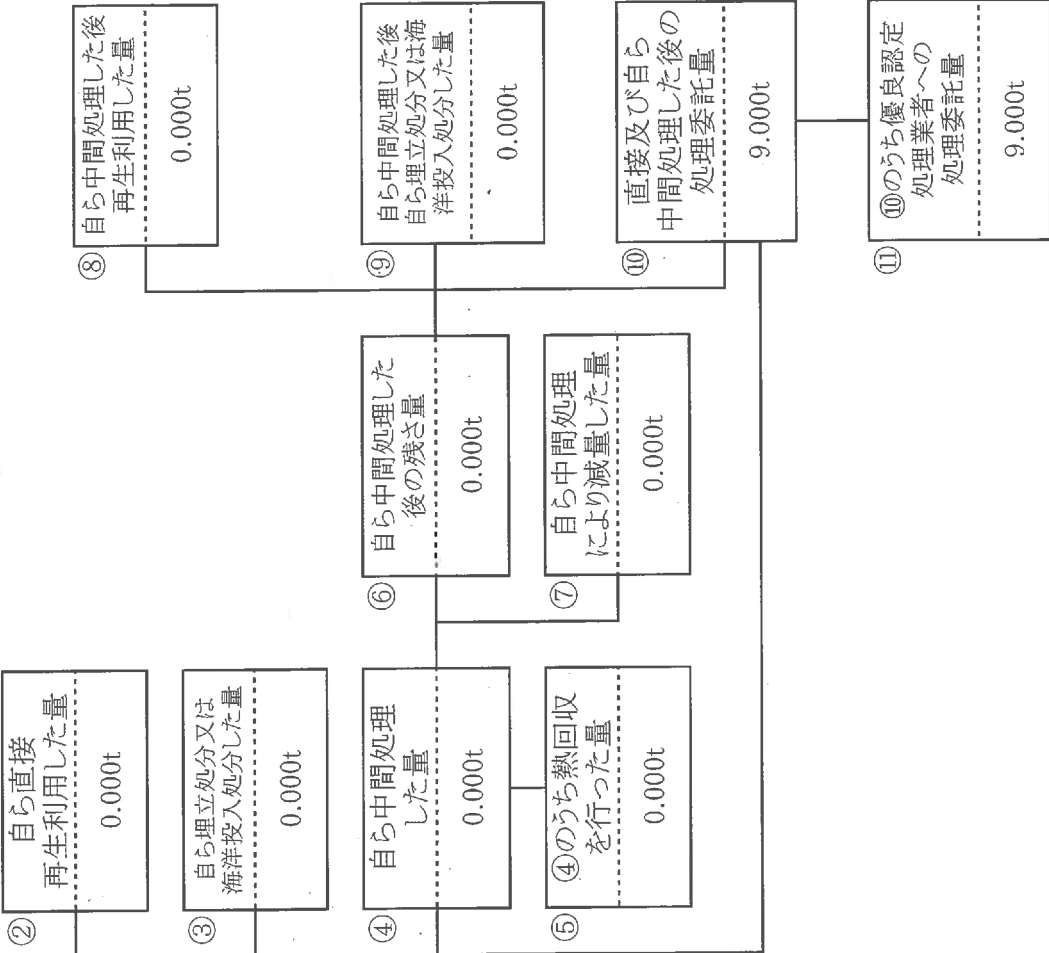 ②
自ら直接
再生利用した量
0.000t
③
自ら埋立処分又は
海洋投入処分した量
0.000t
④
自ら中間処理
した量
0.000t
⑤
④のうち熱回収
を行った量
0.000t
⑥
自ら中間処理した
後の残さ量
0.000t
⑦
自ら中間処理
により減量した量
0.000t
⑧
自ら中間処理した後
再生利用した量
0.000t
⑨
自ら中間処理した後
自ら埋立処分又は海
洋投入処分した量
0.000t
⑩
直接及び自ら
中間処理した後の
処理委託量
9.000t
⑪
⑩のうち優良認定
処理業者への
処理委託量
9.000t